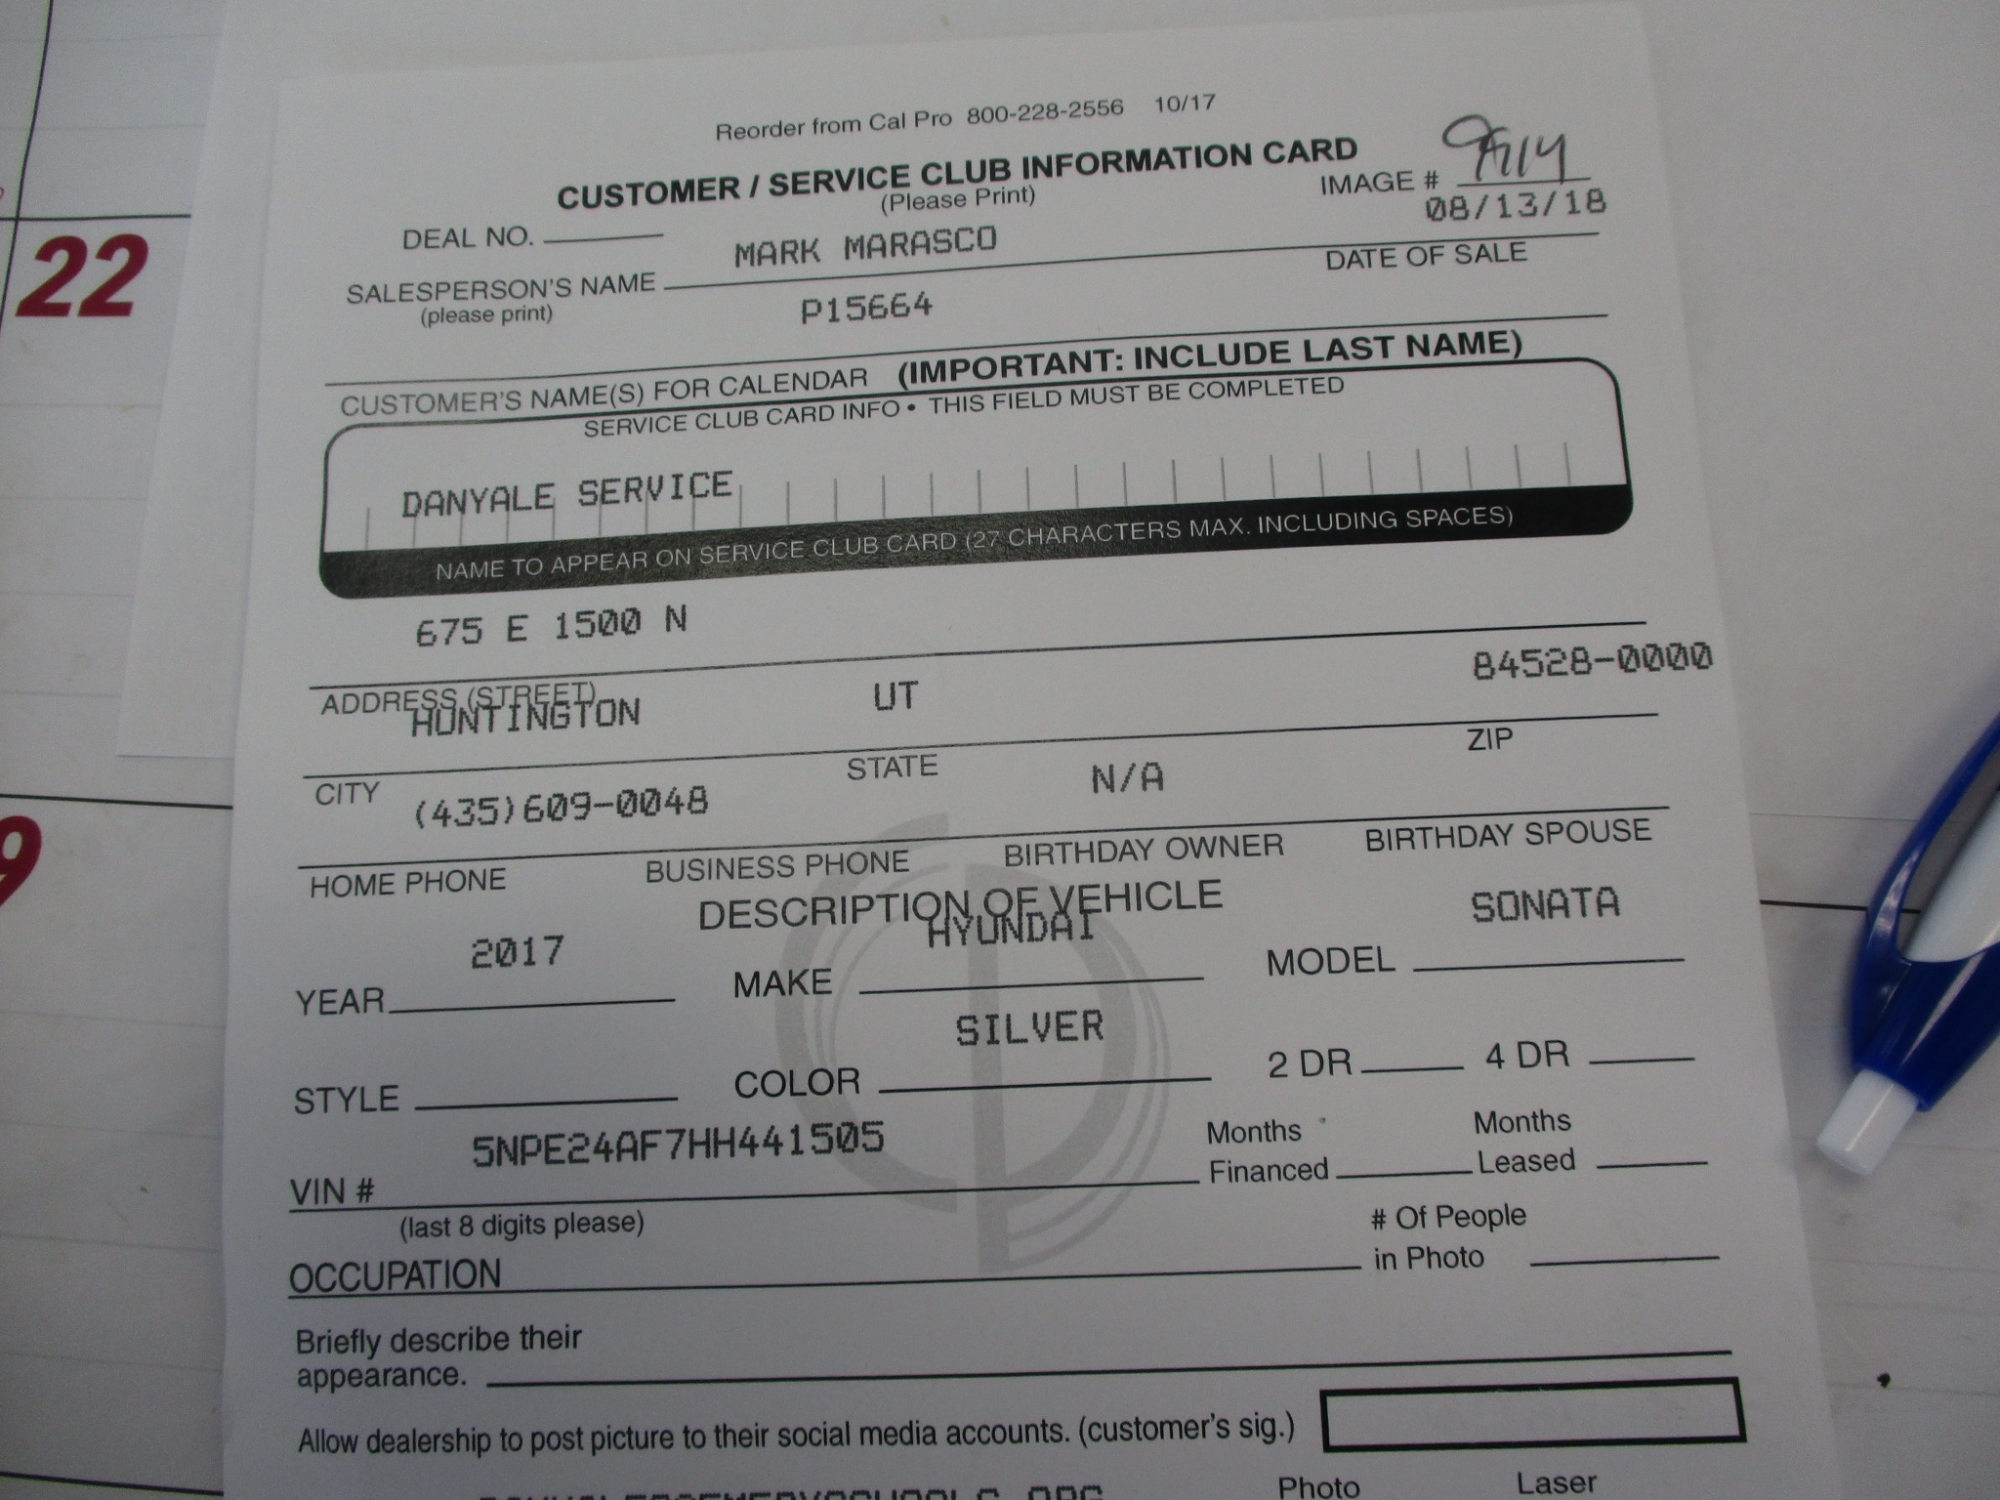 Reorder from Cal Pro 800-228-2556 10/17
CUSTOMER / SERVICE CLUB INFORMATION CARD
(Please Print)
IMAGE #
08/13/18
DEAL NO.
MARK MARASCO
SALESPERSON'S NAME
DATE OF SALE
(please print)
P15664
CUSTOMER'S NAME(S) FOR CALENDAR (IMPORTANT: INCLUDE LAST NAME)
SERVICE CLUB CARD INFO • THIS FIELD MUST BE COMPLETED
DANYALE SERVICE
NAME TO APPEAR ON SERVICE CLUB CARD (27 CHARACTERS MAX. INCLUDING SPACES)
675 E 1500 N
ADDRESS (STREET)
HUNTINGTON UT 84528-0000
CITY STATE ZIP
(435)609-0048 N/A
HOME PHONE BUSINESS PHONE BIRTHDAY OWNER BIRTHDAY SPOUSE
DESCRIPTION OF VEHICLE
2017 HYUNDAI SONATA
YEAR MAKE MODEL
SILVER
STYLE COLOR 2 DR 4 DR
5NPE24AF7HH441505
VIN #
Months Financed
Months Leased
(last 8 digits please)
OCCUPATION
# Of People
in Photo
Briefly describe their
appearance.
Allow dealership to post picture to their social media accounts. (customer's sig.)
Photo Laser
22
9